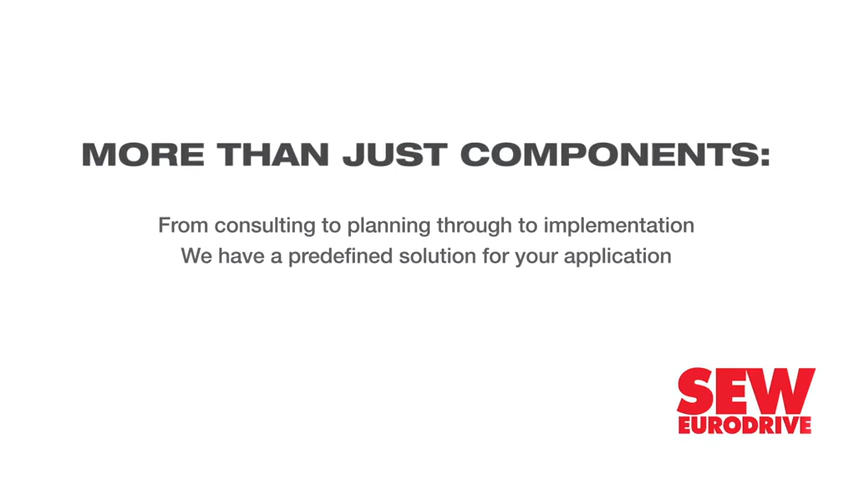 MORE THAN JUST COMPONENTS:
From consulting to planning through to implementation
We have a predefined solution for your application
SEW
EURODRIVE